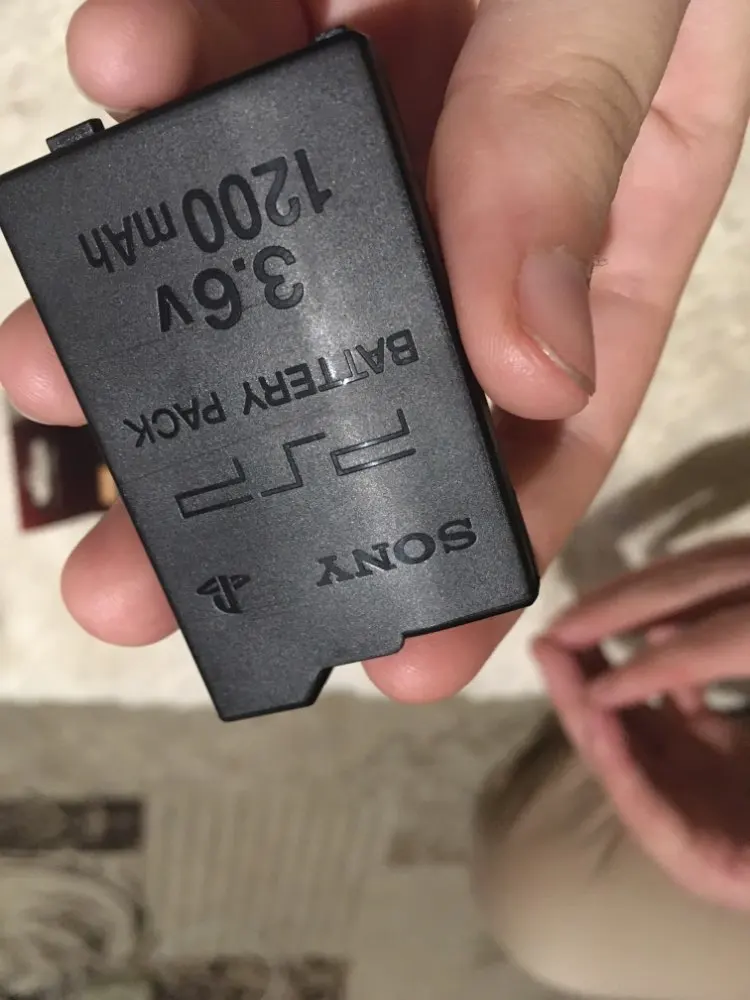 SONY
PSP
BATTERY PACK
3.6v
1200 mAh